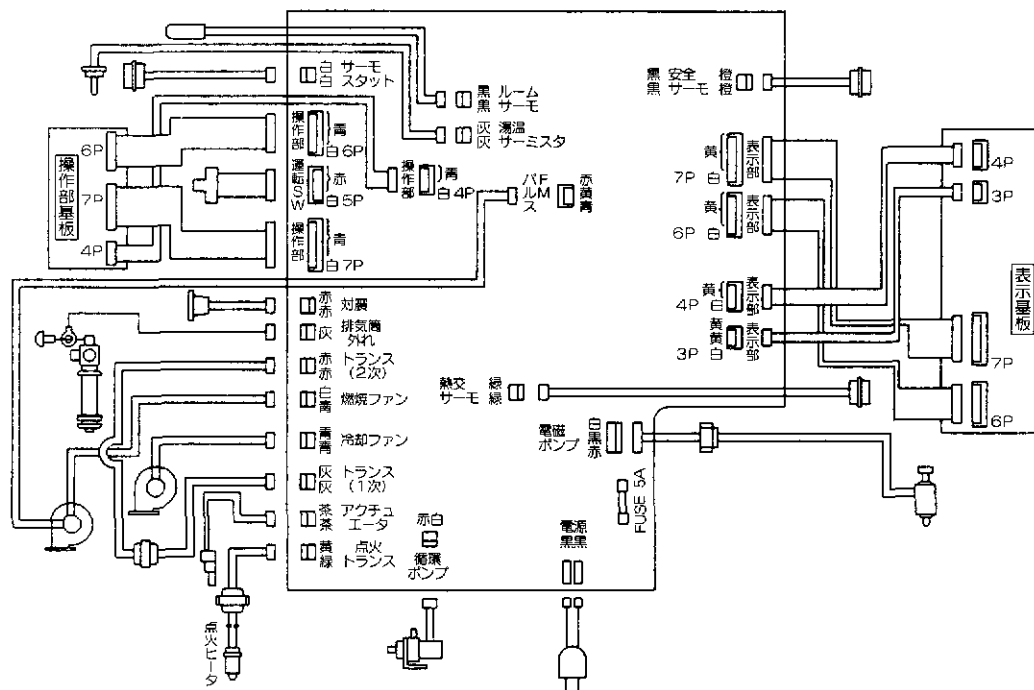 白 サーモ
白 スタット
黒 ルーム
黒 サーモ
灰 湯温
灰 サーミスタ
黒 安全 橙
黒 サーモ 橙
操作部基板
6P
7P
4P
操作部
青
白 6P
運転SW
赤
白 5P
操作部
青
白 7P
操作部
青
白 4P
FM
パルス
赤黄青
黄
7P 白
表示部
黄
6P 白
表示部
黄
4P 白
表示部
黄
黄
3P 白
表示部
4P
3P
表示基板
7P
6P
赤
赤 対震
灰 排気筒
外れ
赤 トランス
赤 (2次)
白
青 燃焼ファン
青
青 冷却ファン
灰 トランス
灰 (1次)
茶 アクチュ
茶 エータ
黄 点火
緑 トランス
熱交 緑
サーモ 緑
電磁
ポンプ
白黒赤
FUSE 5A
赤白
循環
ポンプ
電源
黒黒
点火ヒータ